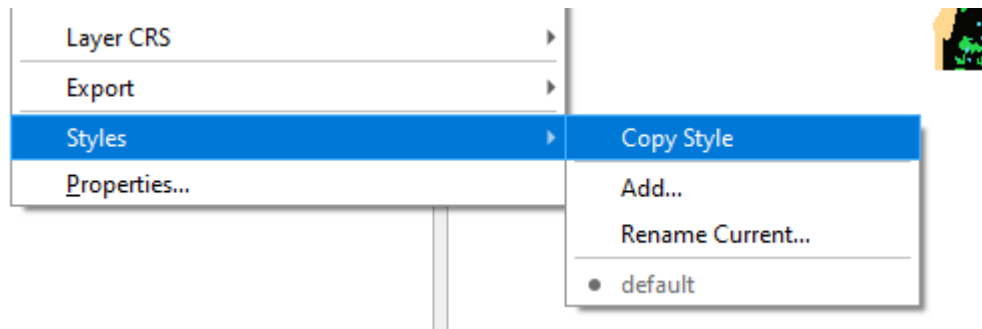 Layer CRS
Export
Styles
Properties...
Copy Style
Add...
Rename Current...
default